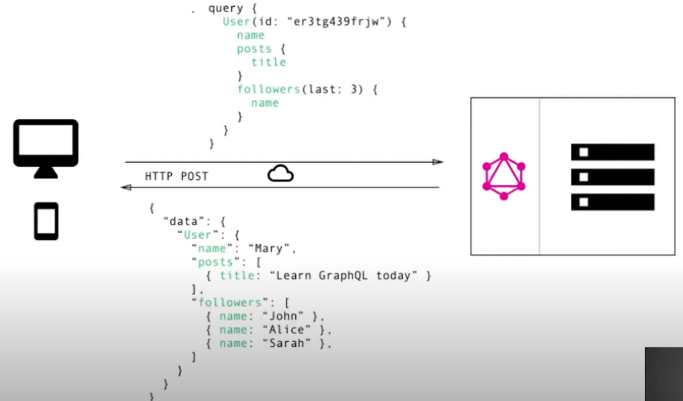 query {
User(id: “er3tg439frjw”) {
name
posts {
title
}
followers(last: 3) {
name
}
}
}
HTTP POST
{
“data”: {
“User”: {
“name”: “Mary”,
“posts”: [
{ title: “Learn GraphQL today” }
],
“followers”: [
{ name: “John” },
{ name: “Alice” },
{ name: “Sarah” },
]
}
}
}